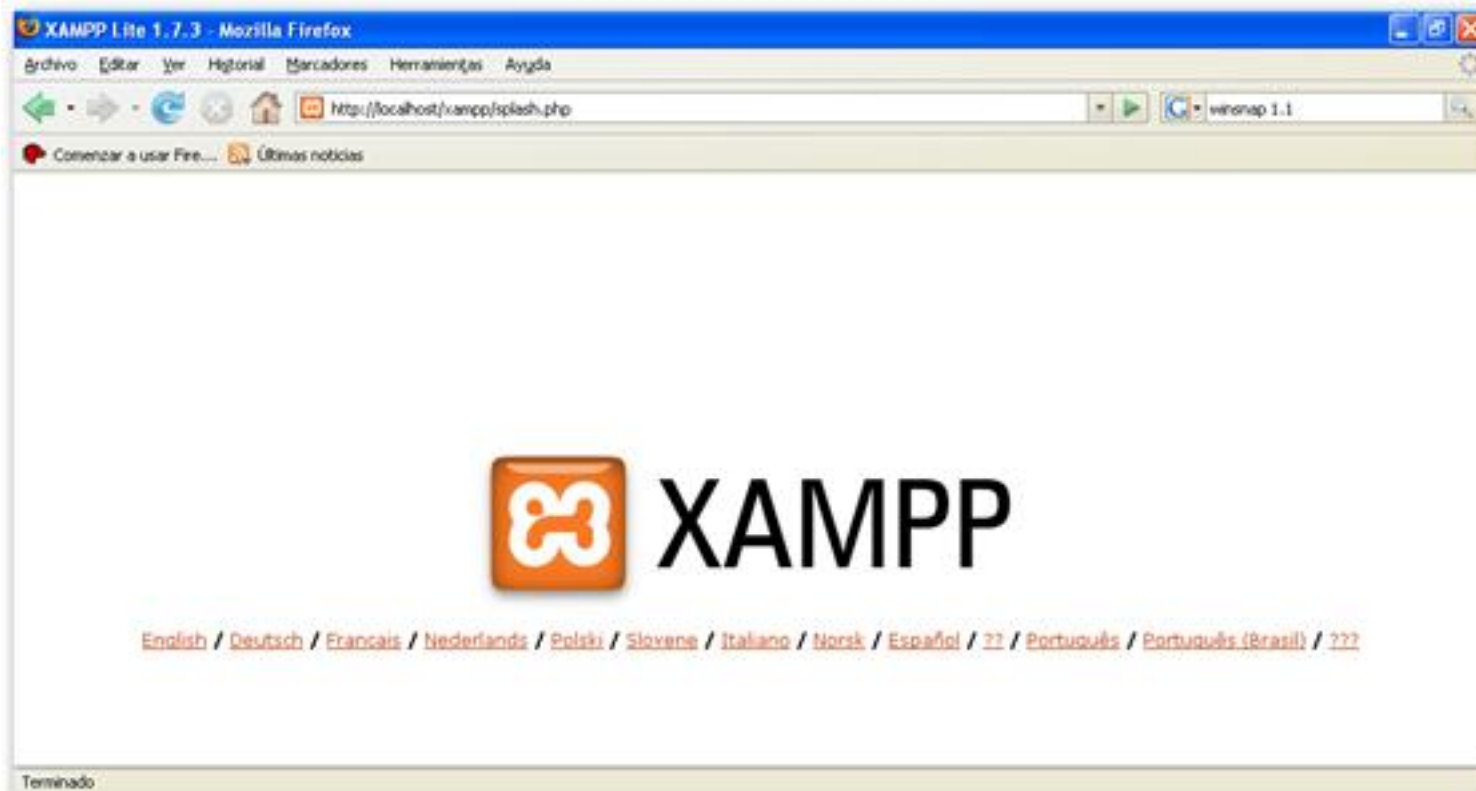 XAMPP Lite 1.7.3 - Mozilla Firefox
Archivo Editar Ver Historial Marcadores Herramientas Ayuda
http://localhost/xampp/splash.php winsnap 1.1
Comenzar a usar Fire... Últimas noticias
XAMPP
English / Deutsch / Francais / Nederlands / Polski / Slovene / Italiano / Norsk / Español / ?? / Português / Português (Brasil) / ???
Terminado